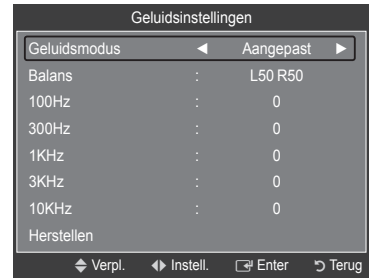 Geluidsinstellingen
Geluidsmodus ◄ Aangepast ►
Balans : L50 R50
100Hz : 0
300Hz : 0
1KHz : 0
3KHz : 0
10KHz : 0
Herstellen
Verpl. Instell. Enter Terug